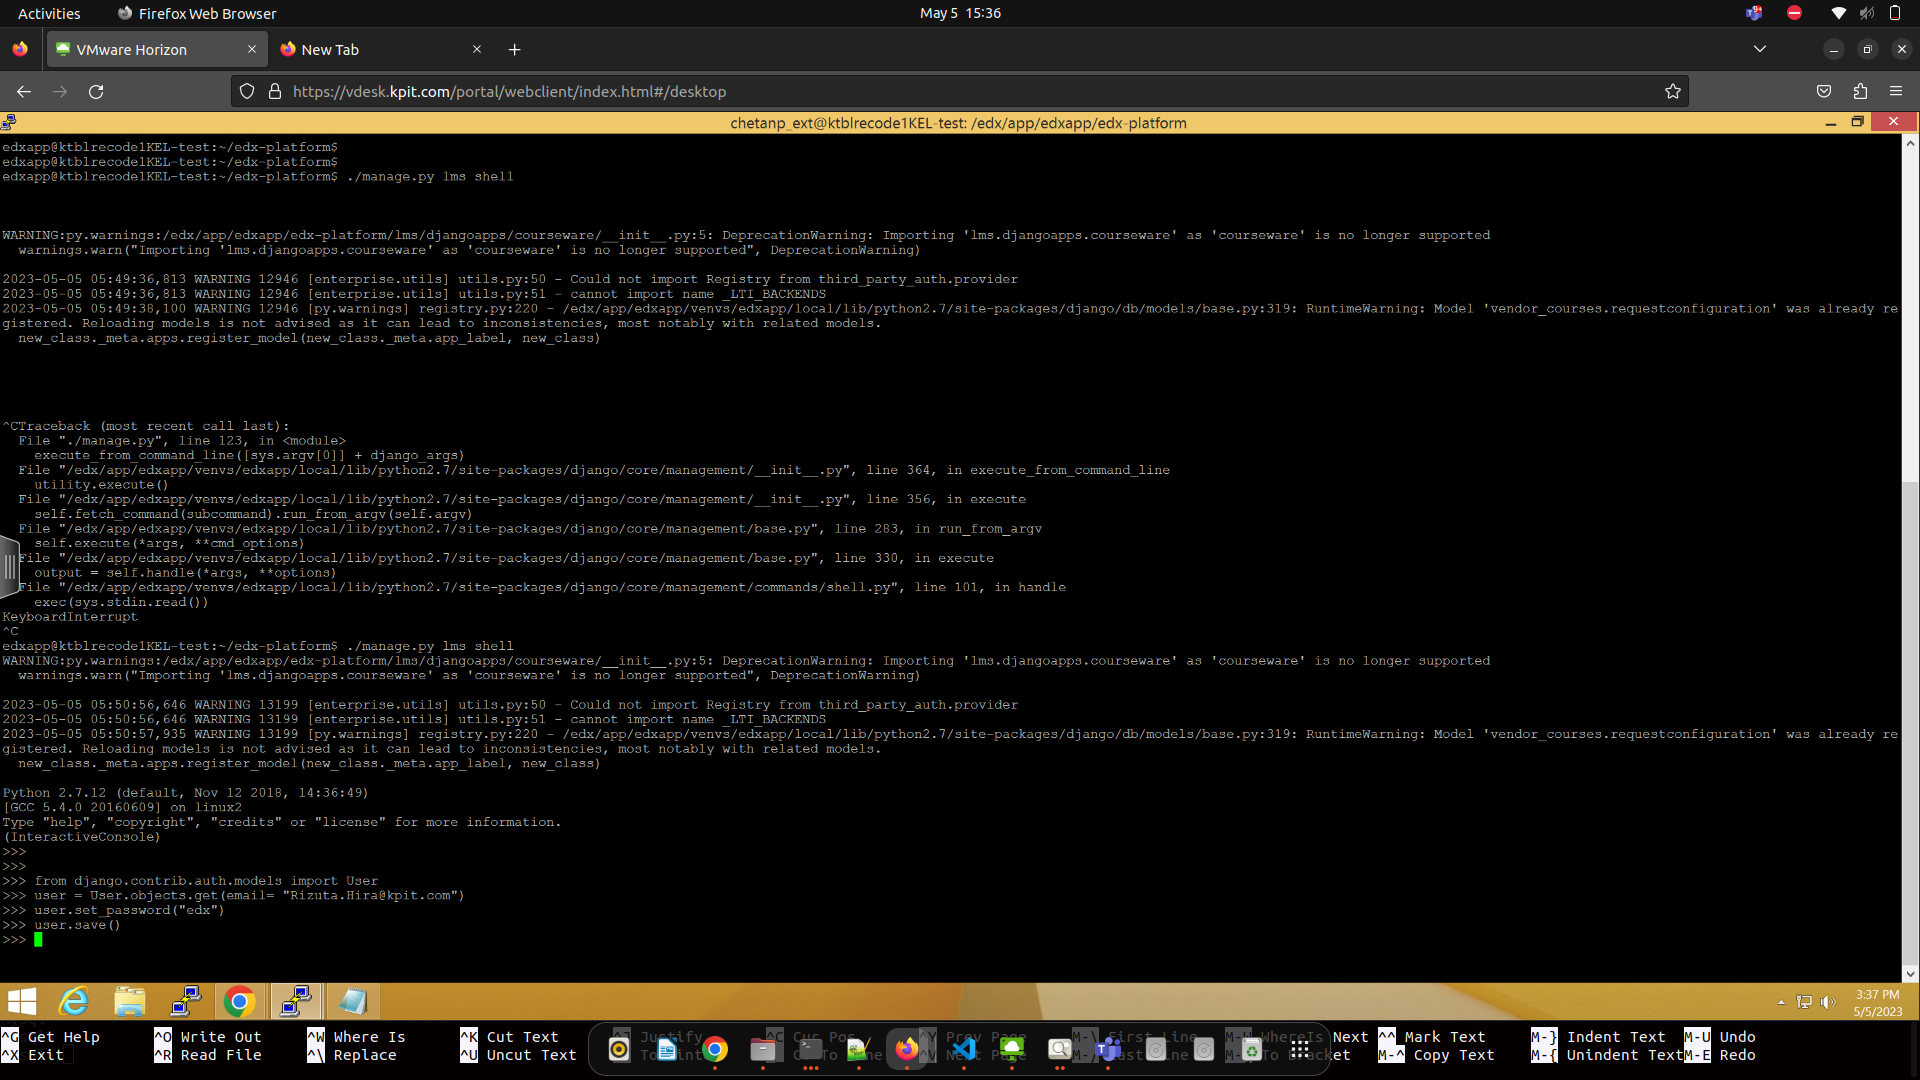 Activities
Firefox Web Browser
May 5 15:36
VMware Horizon
New Tab
https://vdesk.kpit.com/portal/webclient/index.html#/desktop
chetanp_ext@ktblrecode1KEL-test: /edx/app/edxapp/edx-platform
edxapp@ktblrecode1KEL-test:~/edx-platform$
edxapp@ktblrecode1KEL-test:~/edx-platform$
edxapp@ktblrecode1KEL-test:~/edx-platform$ ./manage.py lms shell
WARNING:py.warnings:/edx/app/edxapp/edx-platform/lms/djangoapps/courseware/__init__.py:5: DeprecationWarning: Importing 'lms.djangoapps.courseware' as 'courseware' is no longer supported
warnings.warn("Importing 'lms.djangoapps.courseware' as 'courseware' is no longer supported", DeprecationWarning)
2023-05-05 05:49:36,813 WARNING 12946 [enterprise.utils] utils.py:50 - Could not import Registry from third_party_auth.provider
2023-05-05 05:49:36,813 WARNING 12946 [enterprise.utils] utils.py:51 - cannot import name _LTI_BACKENDS
2023-05-05 05:49:38,100 WARNING 12946 [py.warnings] registry.py:220 - /edx/app/edxapp/venvs/edxapp/local/lib/python2.7/site-packages/django/db/models/base.py:319: RuntimeWarning: Model 'vendor_courses.requestconfiguration' was already re
gistered. Reloading models is not advised as it can lead to inconsistencies, most notably with related models.
new_class._meta.apps.register_model(new_class._meta.app_label, new_class)
^CTraceback (most recent call last):
File "./manage.py", line 123, in <module>
execute_from_command_line([sys.argv[0]] + django_args)
File "/edx/app/edxapp/venvs/edxapp/local/lib/python2.7/site-packages/django/core/management/__init__.py", line 364, in execute_from_command_line
utility.execute()
File "/edx/app/edxapp/venvs/edxapp/local/lib/python2.7/site-packages/django/core/management/__init__.py", line 356, in execute
self.fetch_command(subcommand).run_from_argv(self.argv)
File "/edx/app/edxapp/venvs/edxapp/local/lib/python2.7/site-packages/django/core/management/base.py", line 283, in run_from_argv
self.execute(*args, **cmd_options)
File "/edx/app/edxapp/venvs/edxapp/local/lib/python2.7/site-packages/django/core/management/base.py", line 330, in execute
output = self.handle(*args, **options)
File "/edx/app/edxapp/venvs/edxapp/local/lib/python2.7/site-packages/django/core/management/commands/shell.py", line 101, in handle
exec(sys.stdin.read())
KeyboardInterrupt
^C
edxapp@ktblrecode1KEL-test:~/edx-platform$ ./manage.py lms shell
WARNING:py.warnings:/edx/app/edxapp/edx-platform/lms/djangoapps/courseware/__init__.py:5: DeprecationWarning: Importing 'lms.djangoapps.courseware' as 'courseware' is no longer supported
warnings.warn("Importing 'lms.djangoapps.courseware' as 'courseware' is no longer supported", DeprecationWarning)
2023-05-05 05:50:56,646 WARNING 13199 [enterprise.utils] utils.py:50 - Could not import Registry from third_party_auth.provider
2023-05-05 05:50:56,646 WARNING 13199 [enterprise.utils] utils.py:51 - cannot import name _LTI_BACKENDS
2023-05-05 05:50:57,935 WARNING 13199 [py.warnings] registry.py:220 - /edx/app/edxapp/venvs/edxapp/local/lib/python2.7/site-packages/django/db/models/base.py:319: RuntimeWarning: Model 'vendor_courses.requestconfiguration' was already re
gistered. Reloading models is not advised as it can lead to inconsistencies, most notably with related models.
new_class._meta.apps.register_model(new_class._meta.app_label, new_class)
Python 2.7.12 (default, Nov 12 2018, 14:36:49)
[GCC 5.4.0 20160609] on linux2
Type "help", "copyright", "credits" or "license" for more information.
(InteractiveConsole)
>>>
>>>
>>> from django.contrib.auth.models import User
>>> user = User.objects.get(email= "Rizuta.Hira@kpit.com")
>>> user.set_password("edx")
>>> user.save()
>>>
3:37 PM
5/5/2023
^G Get Help ^O Write Out ^W Where Is ^K Cut Text ^J Justify ^C Cur Pos ^Y Prev Page M-\ First Line M-W WhereIs Next ^^ Mark Text M-} Indent Text M-U Undo
^X Exit ^R Read File ^\ Replace ^U Uncut Text M-^ Copy Text M-{ Unindent Text M-E Redo